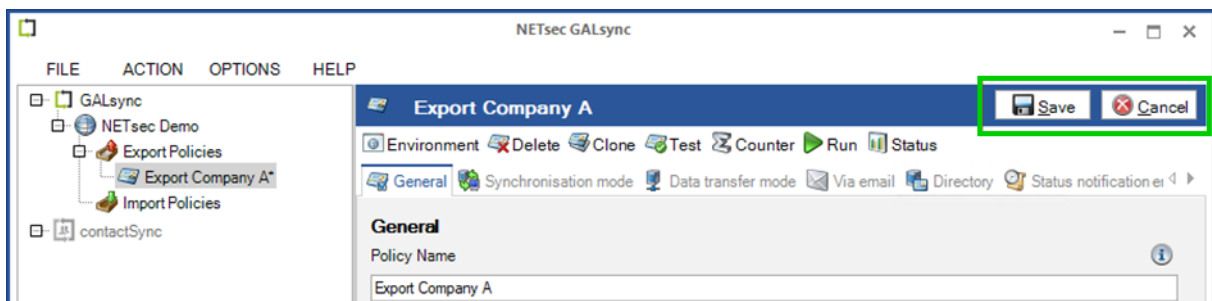 NETsec GALsync
FILE ACTION OPTIONS HELP
GALsync
NETsec Demo
Export Policies
Export Company A*
Import Policies
contactSync
Export Company A
Save Cancel
Environment Delete Clone Test Counter Run Status
General Synchronisation mode Data transfer mode Via email Directory Status notification
General
Policy Name
Export Company A